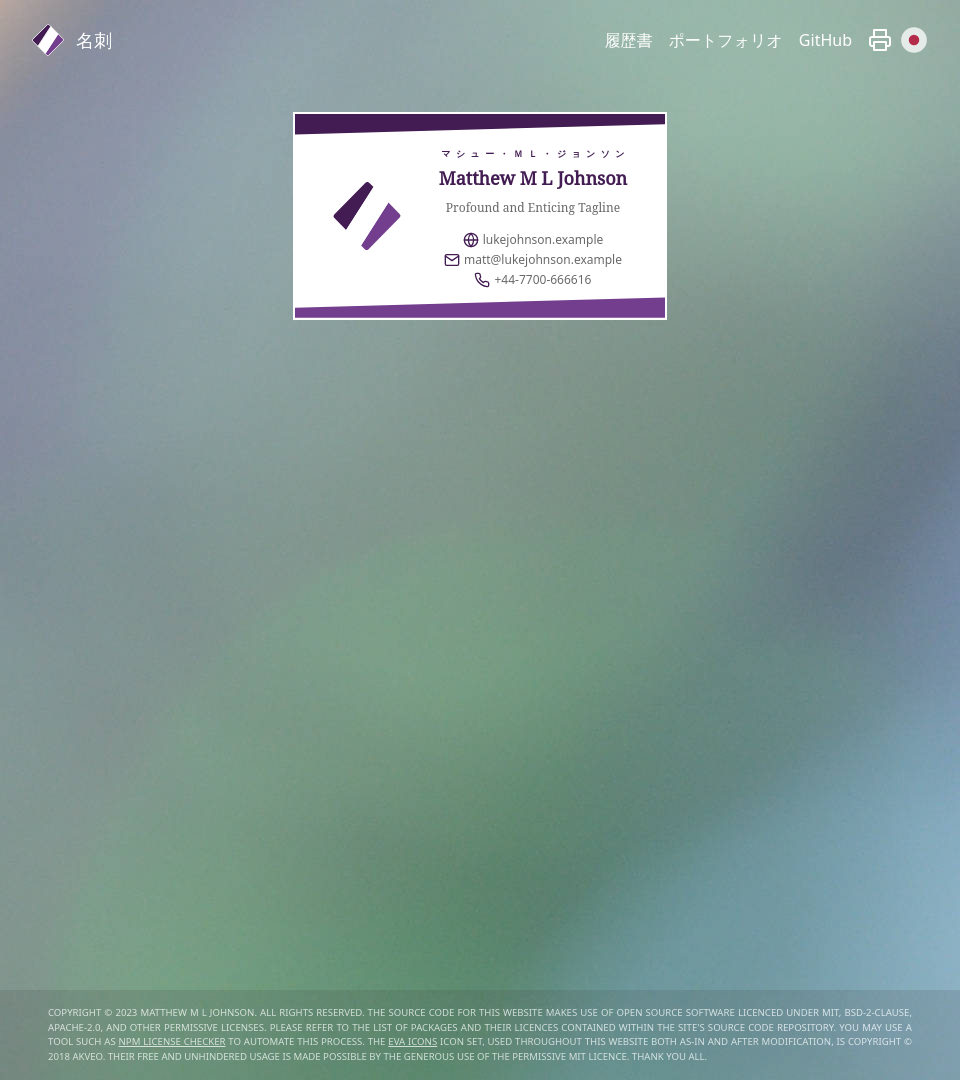 名刺
履歴書 ポートフォリオ GitHub
マシュー・ＭＬ・ジョンソン
Matthew M L Johnson
Profound and Enticing Tagline
lukejohnson.example
matt@lukejohnson.example
+44-7700-666616
COPYRIGHT © 2023 MATTHEW M L JOHNSON. ALL RIGHTS RESERVED. THE SOURCE CODE FOR THIS WEBSITE MAKES USE OF OPEN SOURCE SOFTWARE LICENCED UNDER MIT, BSD-2-CLAUSE,
APACHE-2.0, AND OTHER PERMISSIVE LICENSES. PLEASE REFER TO THE LIST OF PACKAGES AND THEIR LICENCES CONTAINED WITHIN THE SITE'S SOURCE CODE REPOSITORY. YOU MAY USE A
TOOL SUCH AS NPM LICENSE CHECKER TO AUTOMATE THIS PROCESS. THE EVA ICONS ICON SET, USED THROUGHOUT THIS WEBSITE BOTH AS-IN AND AFTER MODIFICATION, IS COPYRIGHT ©
2018 AKVEO. THEIR FREE AND UNHINDERED USAGE IS MADE POSSIBLE BY THE GENEROUS USE OF THE PERMISSIVE MIT LICENCE. THANK YOU ALL.